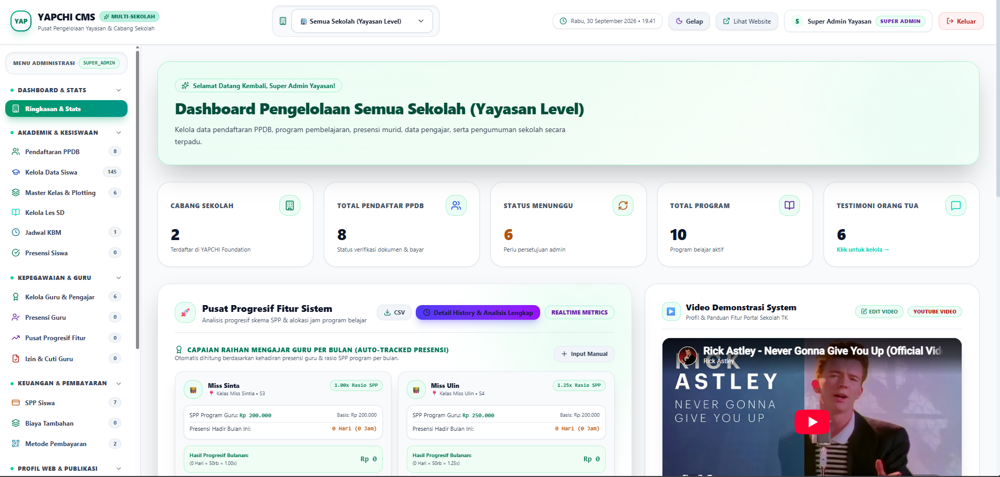 YAP
YAPCHI CMS
MULTI-SEKOLAH
Pusat Pengelolaan Yayasan & Cabang Sekolah
Semua Sekolah (Yayasan Level)
Rabu, 30 September 2026 • 19.41
Gelap
Lihat Website
S
Super Admin Yayasan
SUPER ADMIN
Keluar
MENU ADMINISTRASI
SUPER_ADMIN
DASHBOARD & STATS
Ringkasan & Stats
AKADEMIK & KESISWAAN
Pendaftaran PPDB
8
Kelola Data Siswa
145
Master Kelas & Plotting
6
Kelola Les SD
Jadwal KBM
1
Presensi Siswa
0
KEPEGAWAIAN & GURU
Kelola Guru & Pengajar
6
Presensi Guru
0
Pusat Progresif Fitur
0
Izin & Cuti Guru
0
KEUANGAN & PEMBAYARAN
SPP Siswa
7
Biaya Tambahan
0
Metode Pembayaran
2
PROFIL WEB & PUBLIKASI
Selamat Datang Kembali, Super Admin Yayasan!
Dashboard Pengelolaan Semua Sekolah (Yayasan Level)
Kelola data pendaftaran PPDB, program pembelajaran, presensi murid, data pengajar, serta pengumuman sekolah secara
terpadu.
CABANG SEKOLAH
2
Terdaftar di YAPCHI Foundation
TOTAL PENDAFTAR PPDB
8
Status verifikasi dokumen & bayar
STATUS MENUNGGU
6
Perlu persetujuan admin
TOTAL PROGRAM
10
Program belajar aktif
TESTIMONI ORANG TUA
6
Klik untuk kelola →
Pusat Progresif Fitur Sistem
Analisis progresif skema SPP & alokasi jam program belajar
CSV
Detail History & Analisis Lengkap
REALTIME METRICS
CAPAIAN RAIHAN MENGAJAR GURU PER BULAN (AUTO-TRACKED PRESENSI)
Otomatis dihitung berdasarkan kehadiran presensi guru & rasio SPP program per bulan.
+ Input Manual
Miss Sinta
Kelas Miss Sintia • S3
1.00x Rasio SPP
SPP Program Guru: Rp 200.000
Basis: Rp 200.000
Presensi Hadir Bulan Ini:
0 Hari (0 Jam)
Hasil Progresif Bulanan:
(0 Hari × 50rb × 1.00x)
Rp 0
Miss Ulin
Kelas Miss Ulin • S4
1.25x Rasio SPP
SPP Program Guru: Rp 250.000
Basis: Rp 200.000
Presensi Hadir Bulan Ini:
0 Hari (0 Jam)
Hasil Progresif Bulanan:
(0 Hari × 50rb × 1.25x)
Rp 0
Video Demonstrasi System
Profil & Panduan Fitur Portal Sekolah TK
EDIT VIDEO
YOUTUBE VIDEO
Rick Astley - Never Gonna Give You Up (Official Vid
Rick Astley
RICK
ASTLEY
NEVER GONNA
GIVE YOU UP